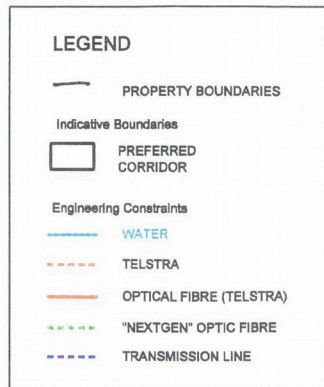 LEGEND
PROPERTY BOUNDARIES
Indicative Boundaries
PREFERRED
CORRIDOR
Engineering Constraints
WATER
TELSTRA
OPTICAL FIBRE (TELSTRA)
"NEXTGEN" OPTIC FIBRE
TRANSMISSION LINE